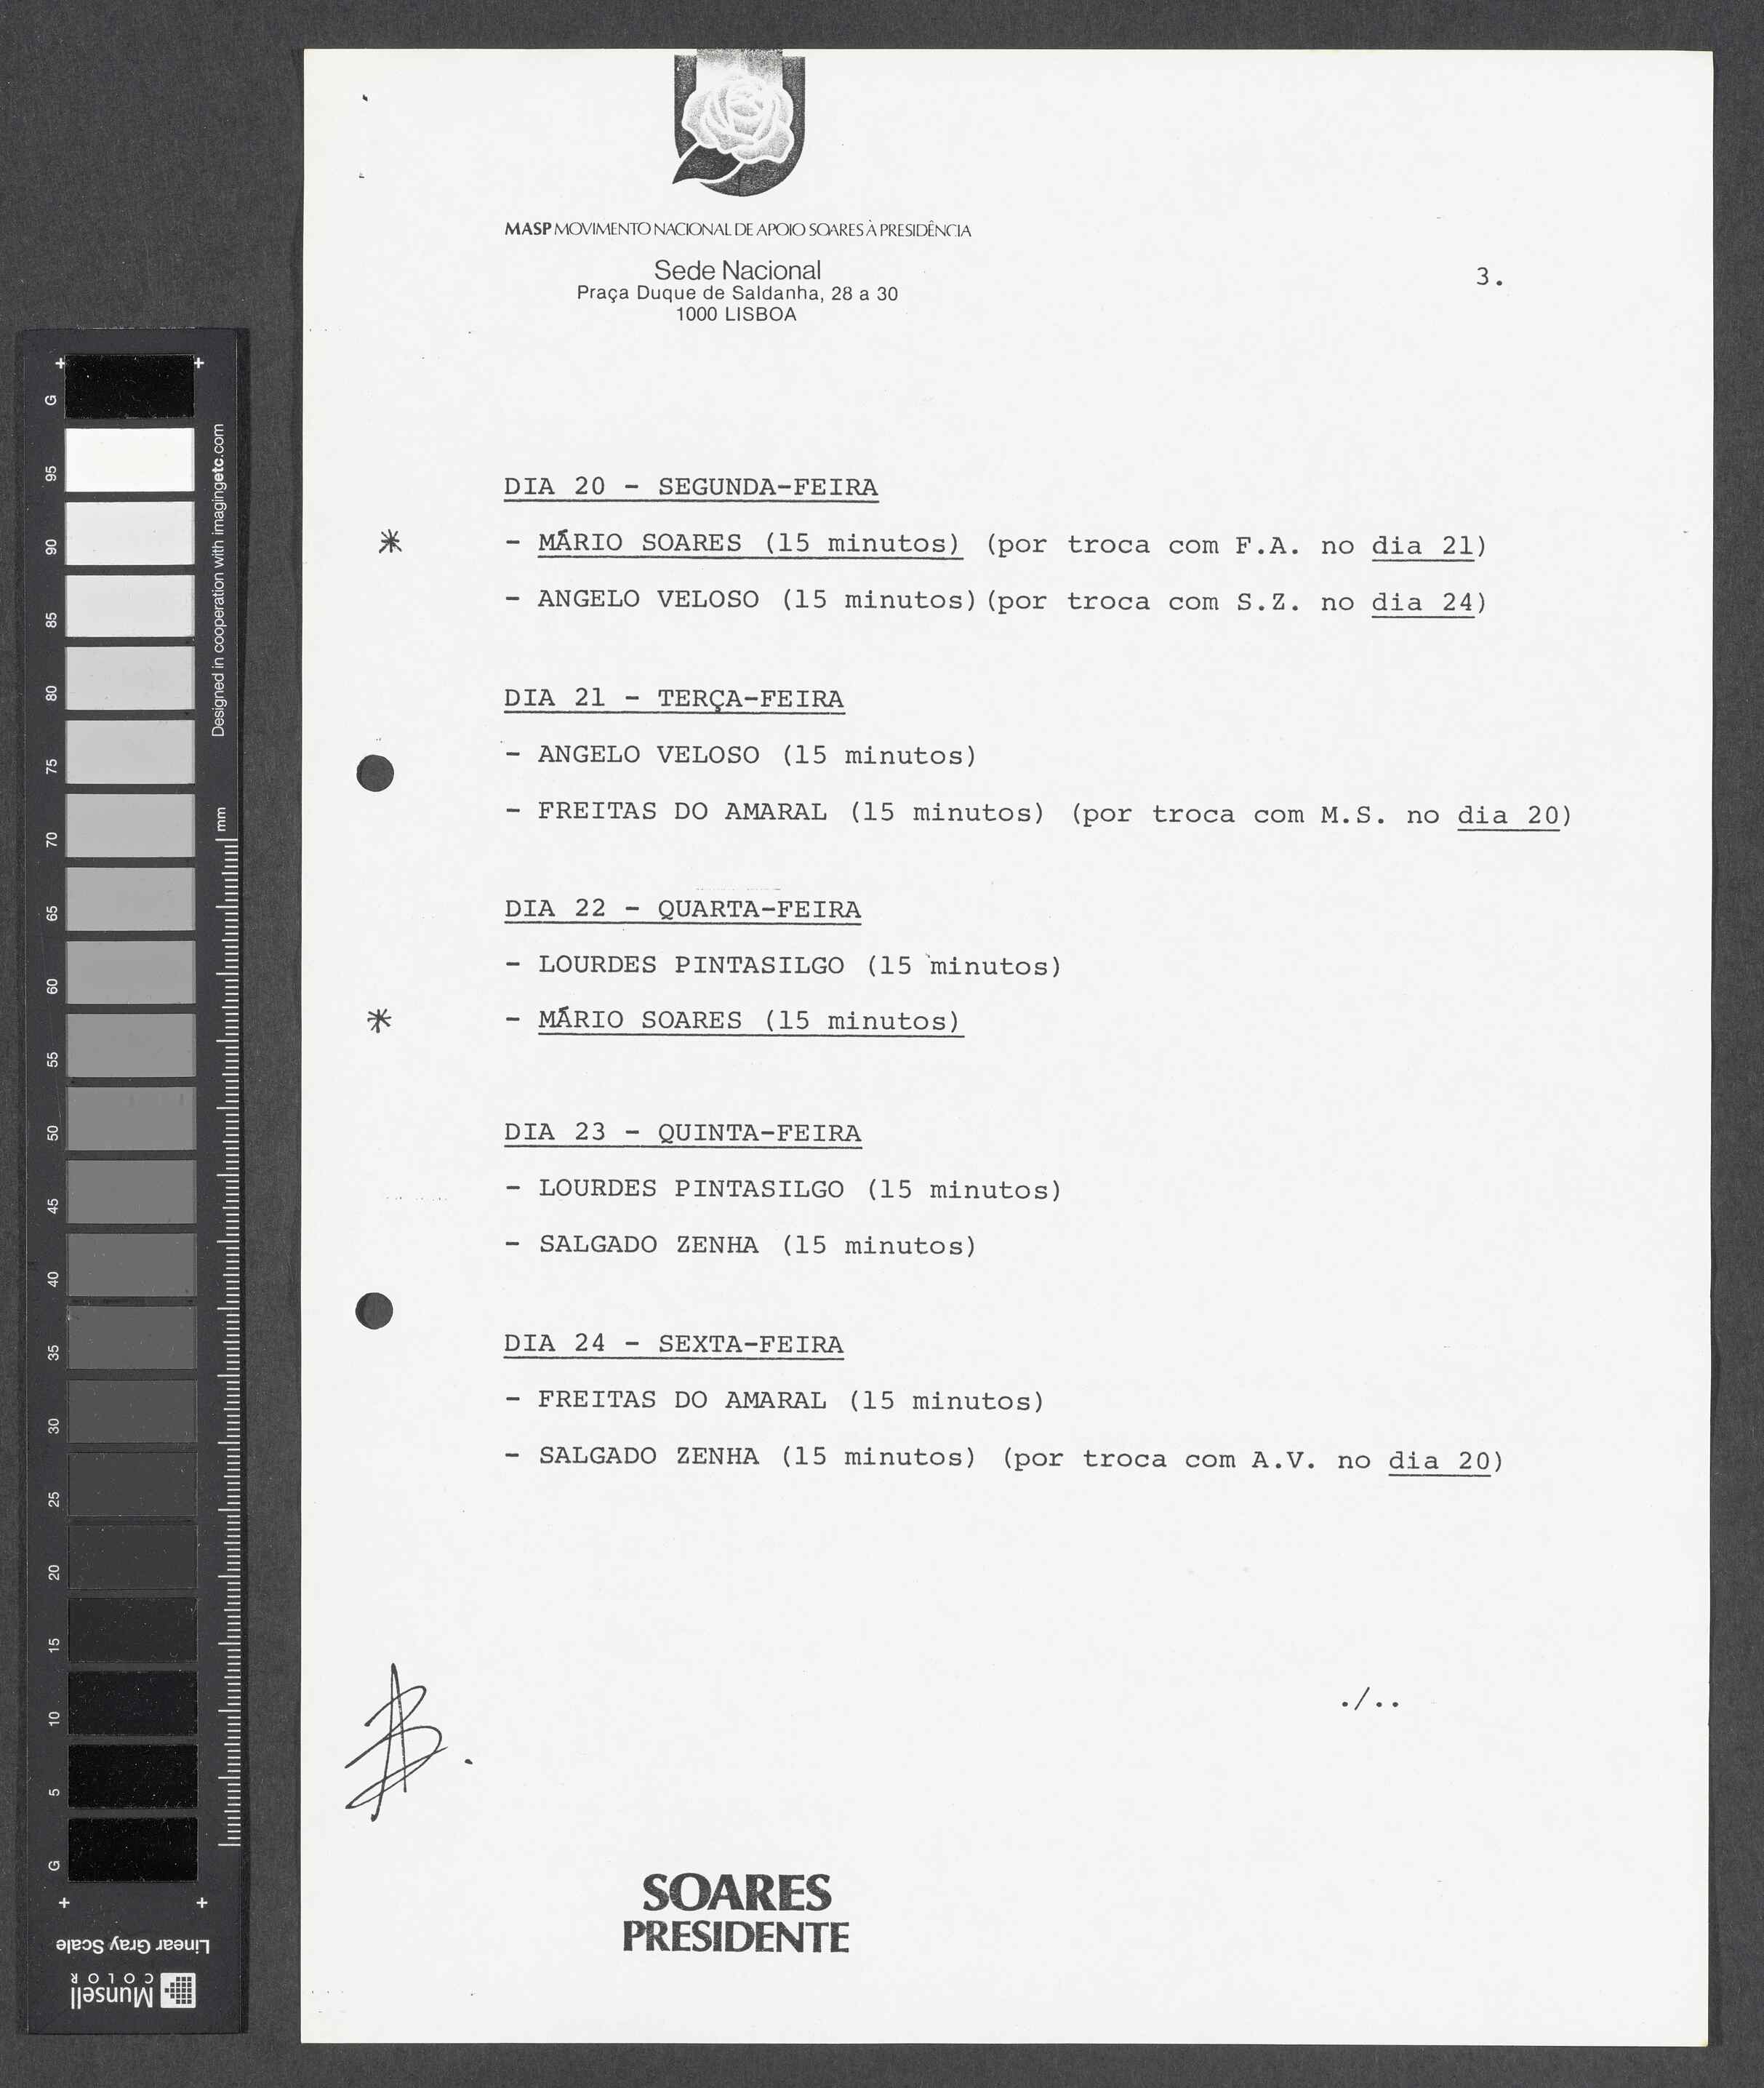 MASP MOVIMENTO NACIONAL DE APOIO SOARES À PRESIDÊNCIA
Sede Nacional
Praça Duque de Saldanha, 28 a 30
1000 LISBOA
3.
DIA 20 - SEGUNDA-FEIRA
* - MÁRIO SOARES (15 minutos) (por troca com F.A. no dia 21)
- ANGELO VELOSO (15 minutos) (por troca com S.Z. no dia 24)
DIA 21 - TERÇA-FEIRA
- ANGELO VELOSO (15 minutos)
- FREITAS DO AMARAL (15 minutos) (por troca com M.S. no dia 20)
DIA 22 - QUARTA-FEIRA
- LOURDES PINTASILGO (15 minutos)
* - MÁRIO SOARES (15 minutos)
DIA 23 - QUINTA-FEIRA
- LOURDES PINTASILGO (15 minutos)
- SALGADO ZENHA (15 minutos)
DIA 24 - SEXTA-FEIRA
- FREITAS DO AMARAL (15 minutos)
- SALGADO ZENHA (15 minutos) (por troca com A.V. no dia 20)
./..
SOARES
PRESIDENTE
G
95
90
85
80
75
70
65
60
55
50
45
40
35
30
25
20
15
10
5
G
Designed in cooperation with imagingetc.com
mm
Linear Gray Scale
Munsell
COLOR